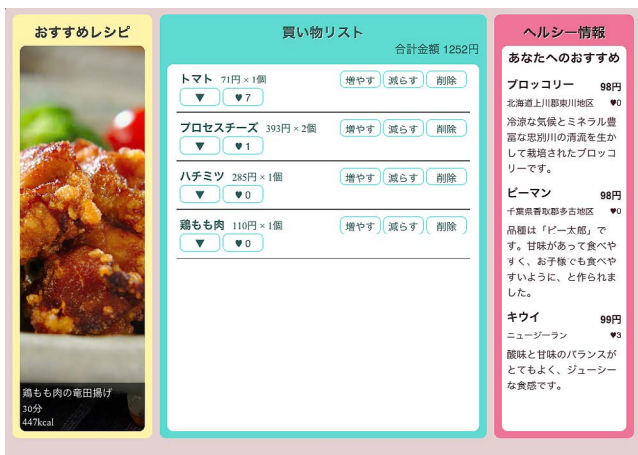 おすすめレシピ
鶏もも肉の竜田揚げ
30分
447kcal
買い物リスト
合計金額 1252円
トマト 71円 × 1個 増やす 減らす 削除
▼ ♥ 7
プロセスチーズ 393円 × 2個 増やす 減らす 削除
▼ ♥ 1
ハチミツ 285円 × 1個 増やす 減らす 削除
▼ ♥ 0
鶏もも肉 110円 × 1個 増やす 減らす 削除
▼ ♥ 0
ヘルシー情報
あなたへのおすすめ
ブロッコリー 98円
北海道上川郡東川地区 ♥0
冷涼な気候とミネラル豊
富な忠別川の清流を生か
して栽培されたブロッコ
リーです。
ピーマン 98円
千葉県香取郡多古地区 ♥0
品種は「ピー太郎」で
す。甘味があって食べや
すく、お子様でも食べや
すいように、と作られま
した。
キウイ 99円
ニュージーラン ♥3
酸味と甘味のバランスが
とてもよく、ジューシー
な食感です。